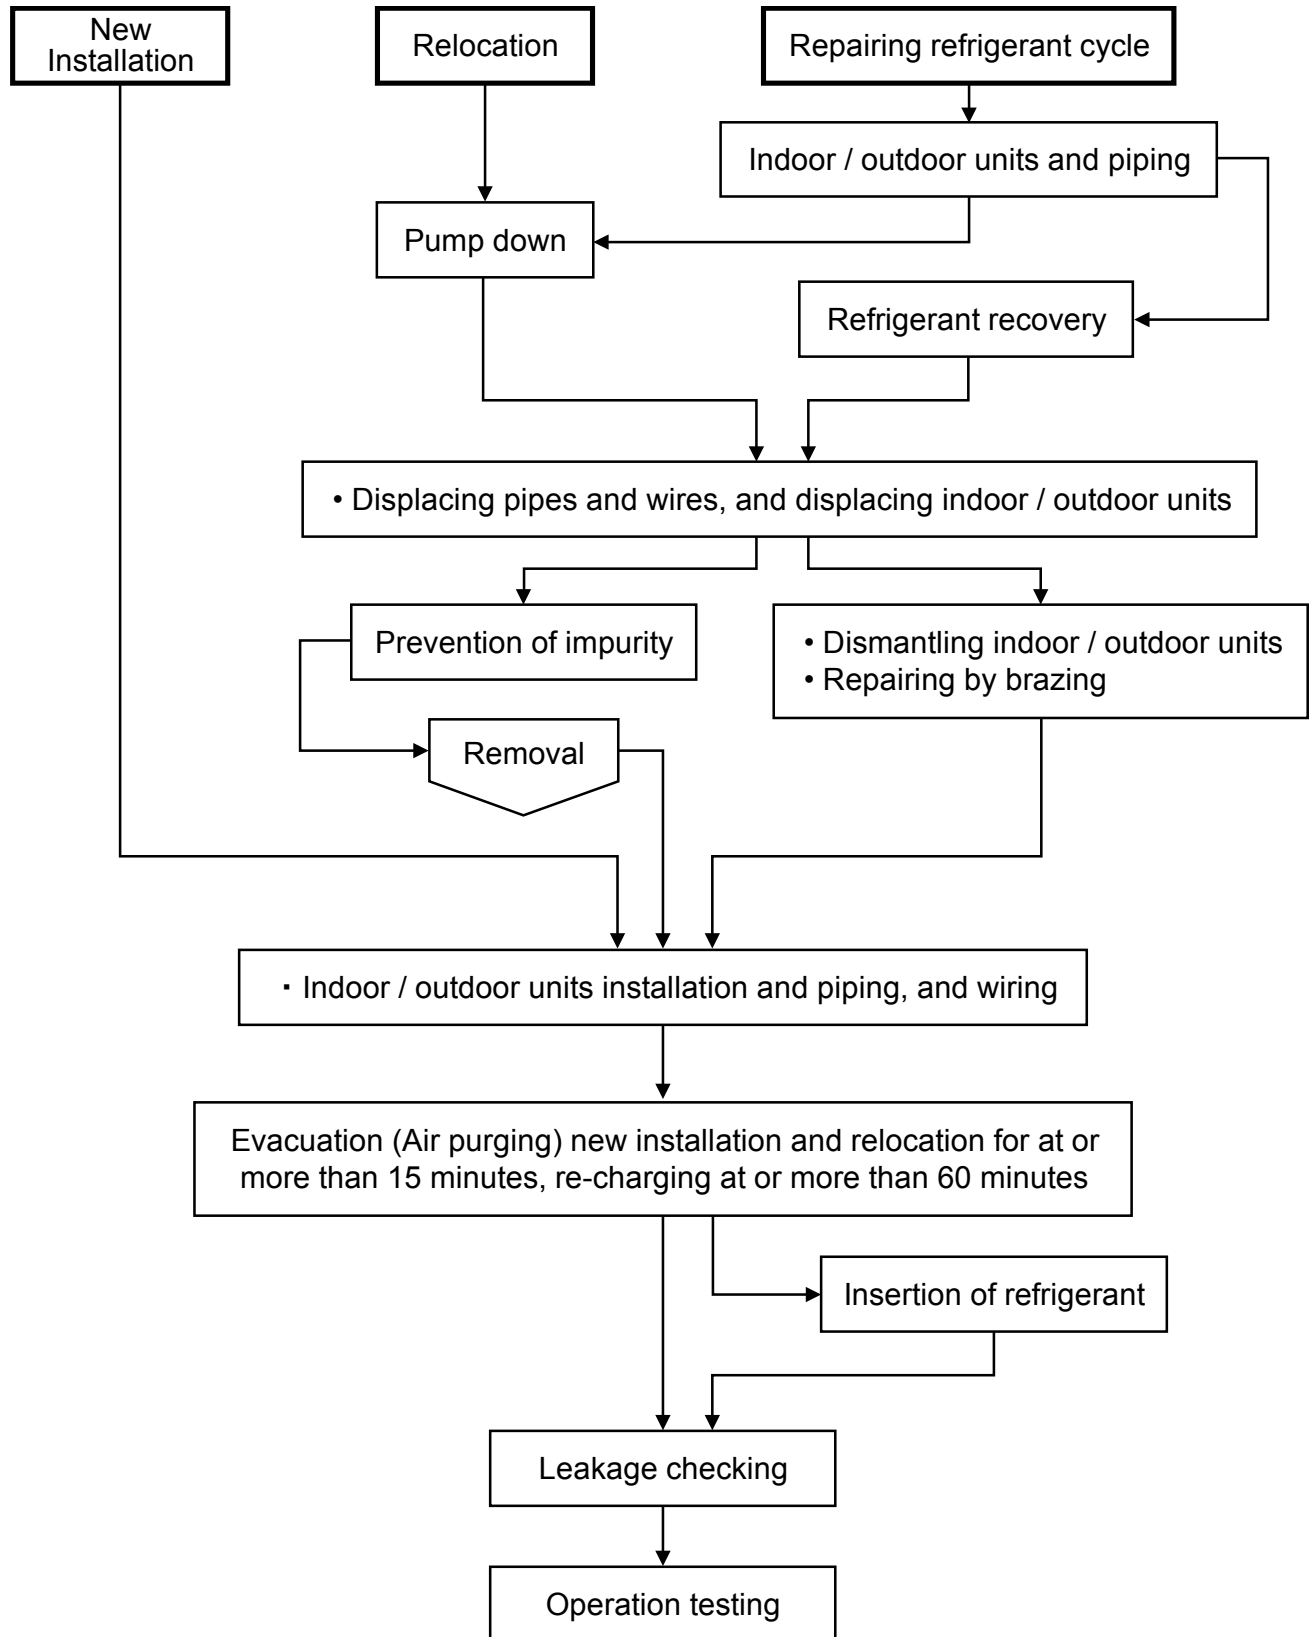 New
Installation
Relocation
Repairing refrigerant cycle
Indoor / outdoor units and piping
Pump down
Refrigerant recovery
• Displacing pipes and wires, and displacing indoor / outdoor units
Prevention of impurity
• Dismantling indoor / outdoor units
• Repairing by brazing
Removal
・Indoor / outdoor units installation and piping, and wiring
Evacuation (Air purging) new installation and relocation for at or
more than 15 minutes, re-charging at or more than 60 minutes
Insertion of refrigerant
Leakage checking
Operation testing